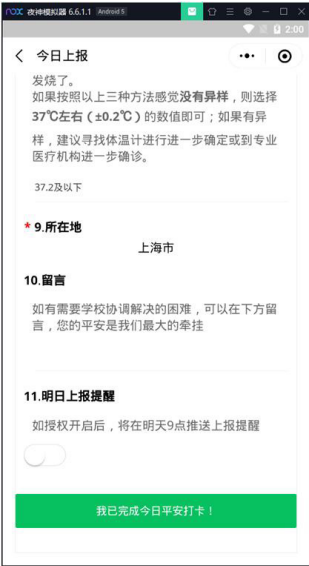 nox 夜神模拟器 6.6.1.1 Android 5
2:00
今日上报
发烧了。
如果按照以上三种方法感觉没有异样，则选择
37℃左右（±0.2℃）的数值即可；如果有异
样，建议寻找体温计进行进一步确定或到专业
医疗机构进一步确诊。
37.2及以下
* 9.所在地
上海市
10.留言
如有需要学校协调解决的困难，可以在下方留
言，您的平安是我们最大的牵挂
11.明日上报提醒
如授权开启后，将在明天9点推送上报提醒
我已完成今日平安打卡！